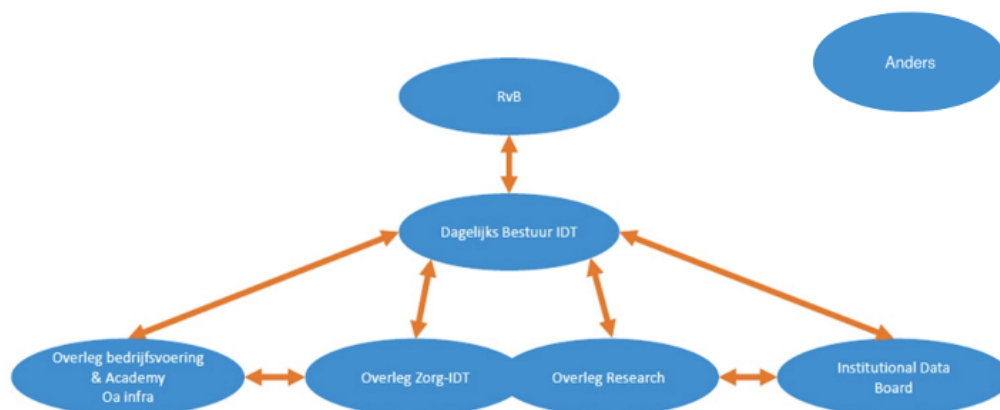 Anders
RvB
Dagelijks Bestuur IDT
Overleg bedrijfsvoering
& Academy
Oa infra
Overleg Zorg-IDT
Overleg Research
Institutional Data
Board